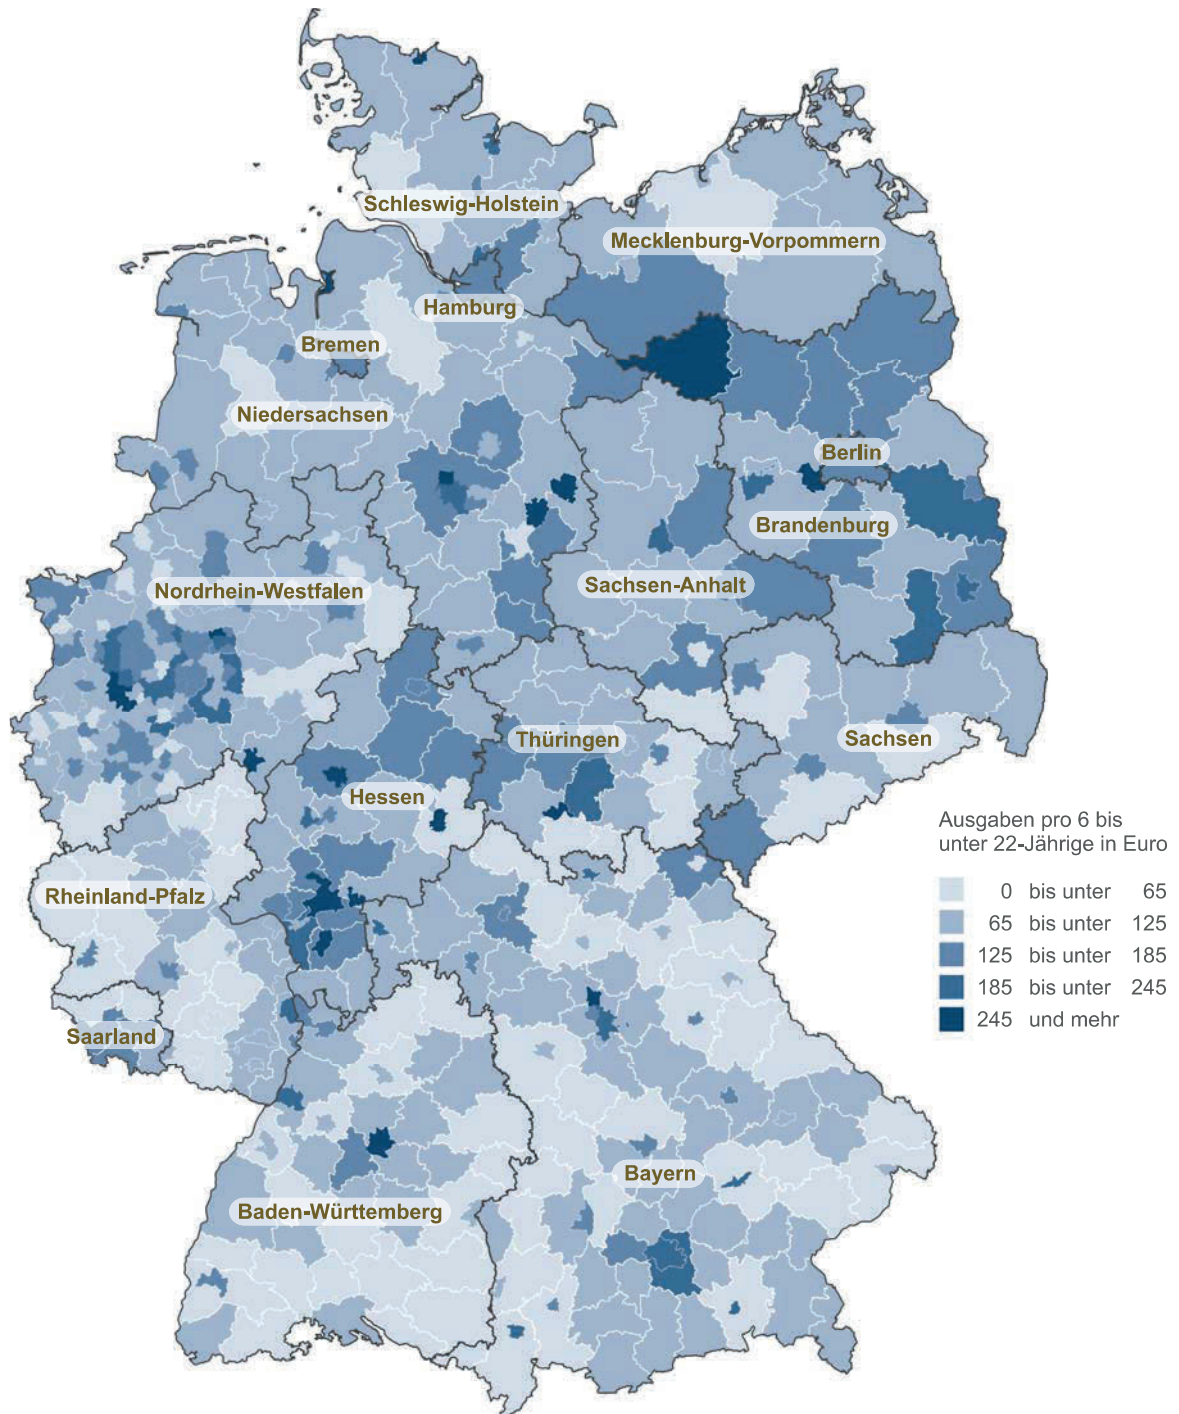 Schleswig-Holstein
Mecklenburg-Vorpommern
Hamburg
Bremen
Niedersachsen
Berlin
Brandenburg
Nordrhein-Westfalen
Sachsen-Anhalt
Thüringen
Sachsen
Hessen
Rheinland-Pfalz
Saarland
Bayern
Baden-Württemberg
Ausgaben pro 6 bis
unter 22-Jährige in Euro
0 bis unter 65
65 bis unter 125
125 bis unter 185
185 bis unter 245
245 und mehr